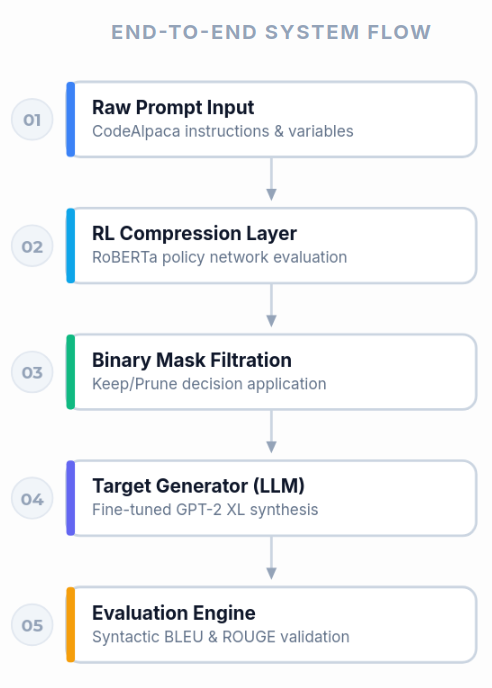 END-TO-END SYSTEM FLOW
01
Raw Prompt Input
CodeAlpaca instructions & variables
02
RL Compression Layer
RoBERTa policy network evaluation
03
Binary Mask Filtration
Keep/Prune decision application
04
Target Generator (LLM)
Fine-tuned GPT-2 XL synthesis
05
Evaluation Engine
Syntactic BLEU & ROUGE validation